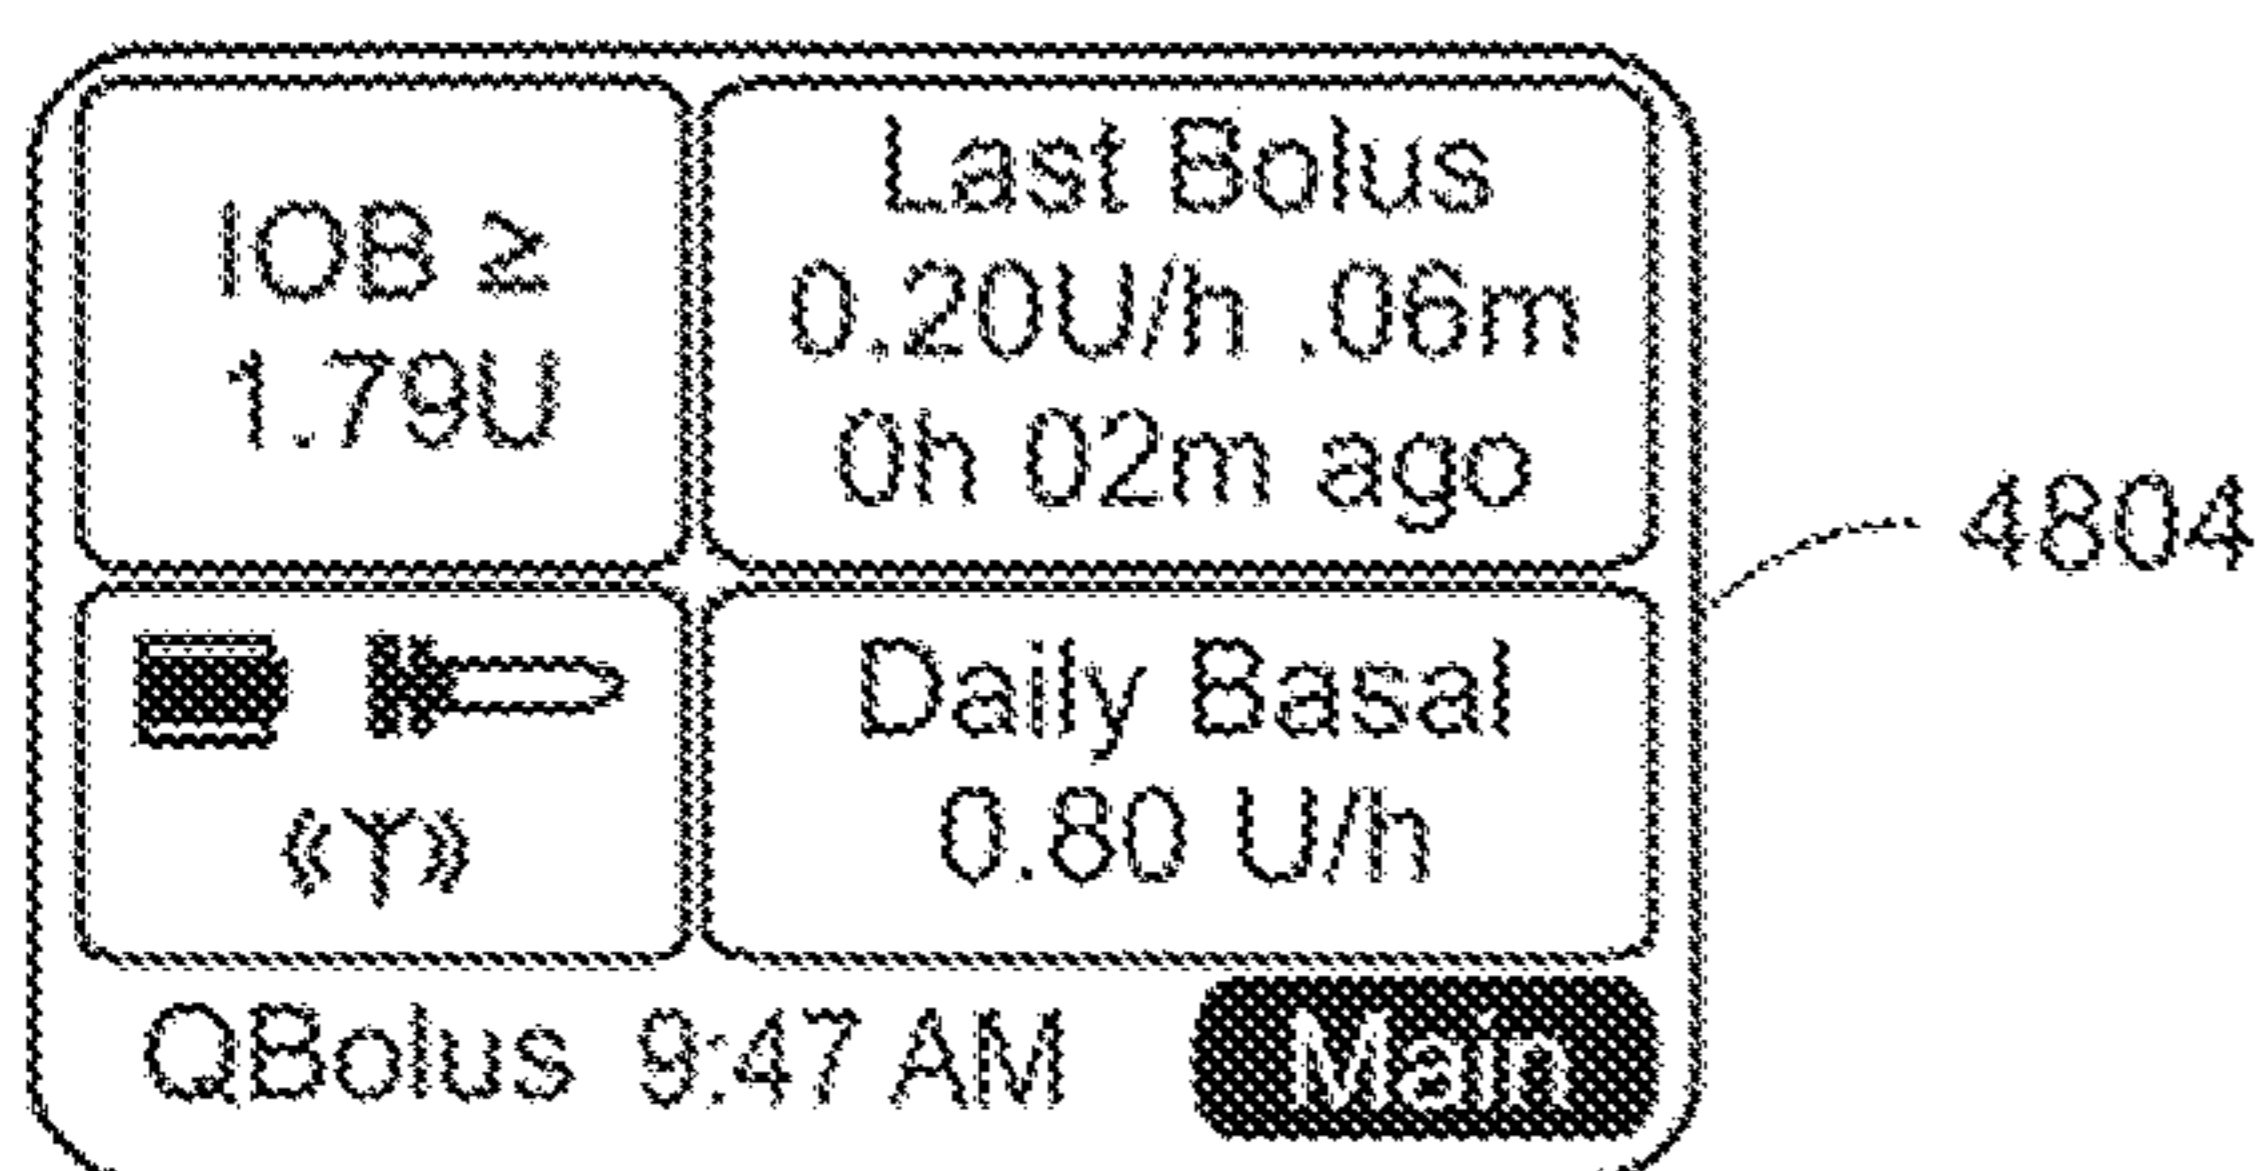 IOB ≥
1.79U
Last Bolus
0.20U/h .06m
0h 02m ago
4804
Daily Basal
0.80 U/h
QBolus 9:47 AM Main